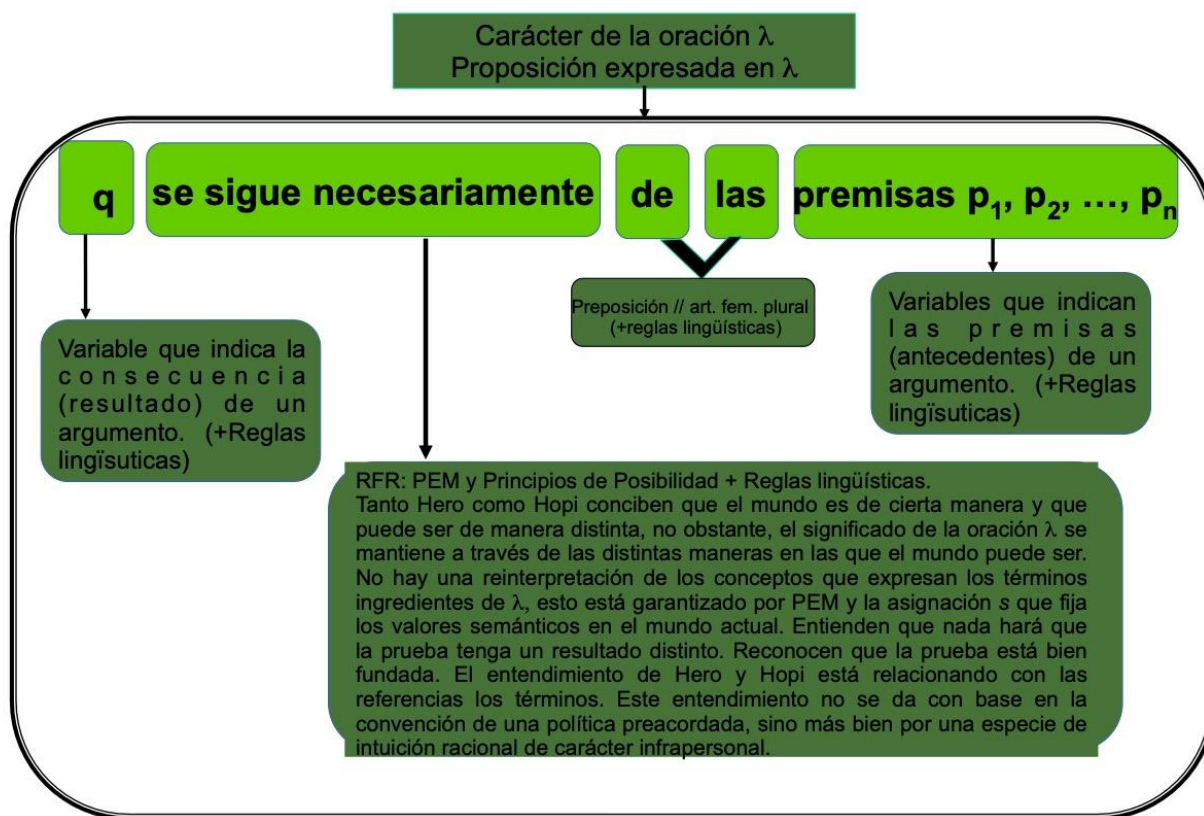 Carácter de la oración λ
Proposición expresada en λ
q se sigue necesariamente de las premisas p₁, p₂, …, pₙ
Preposición // art. fem. plural
(+reglas lingüísticas)
Variable que indica la
consecuencia
(resultado) de un
argumento. (+Reglas
lingïsuticas)
Variables que indican
las premisas
(antecedentes) de un
argumento. (+Reglas
lingïsuticas)
RFR: PEM y Principios de Posibilidad + Reglas lingüísticas.
Tanto Hero como Hopi conciben que el mundo es de cierta manera y que
puede ser de manera distinta, no obstante, el significado de la oración λ se
mantiene a través de las distintas maneras en las que el mundo puede ser.
No hay una reinterpretación de los conceptos que expresan los términos
ingredientes de λ, esto está garantizado por PEM y la asignación s que fija
los valores semánticos en el mundo actual. Entienden que nada hará que
la prueba tenga un resultado distinto. Reconocen que la prueba está bien
fundada. El entendimiento de Hero y Hopi está relacionando con las
referencias los términos. Este entendimiento no se da con base en la
convención de una política preacordada, sino más bien por una especie de
intuición racional de carácter infrapersonal.